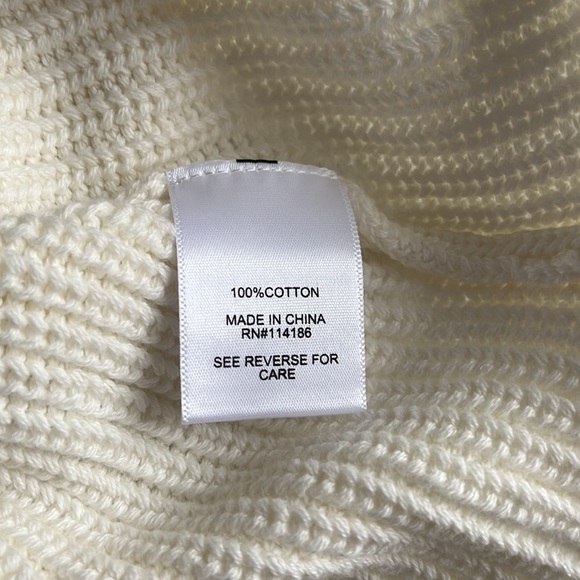 100%COTTON
MADE IN CHINA
RN#114186
SEE REVERSE FOR
CARE